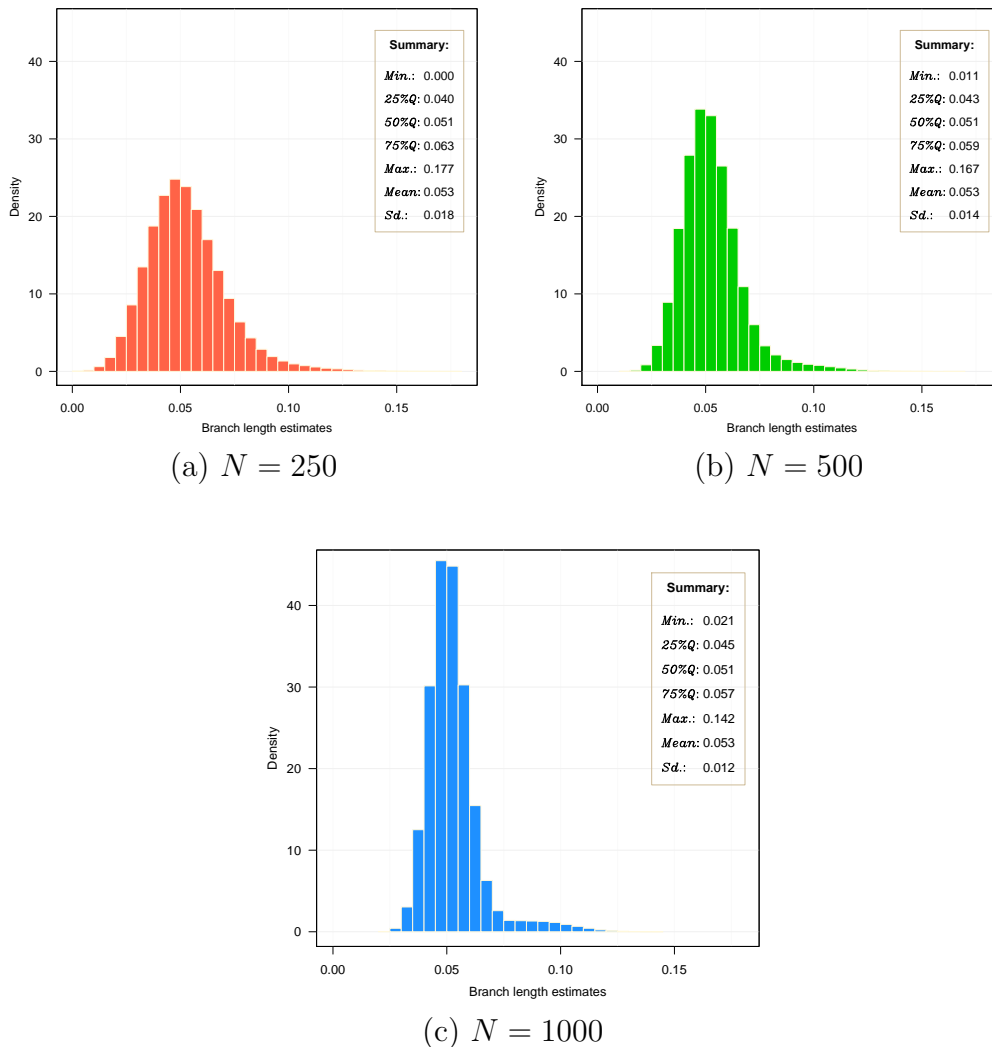 Summary:
Min.: 0.000
25%Q: 0.040
50%Q: 0.051
75%Q: 0.063
Max.: 0.177
Mean: 0.053
Sd.: 0.018
Density
40
30
20
10
0
0.00 0.05 0.10 0.15
Branch length estimates
(a) N = 250
Summary:
Min.: 0.011
25%Q: 0.043
50%Q: 0.051
75%Q: 0.059
Max.: 0.167
Mean: 0.053
Sd.: 0.014
Density
40
30
20
10
0
0.00 0.05 0.10 0.15
Branch length estimates
(b) N = 500
Summary:
Min.: 0.021
25%Q: 0.045
50%Q: 0.051
75%Q: 0.057
Max.: 0.142
Mean: 0.053
Sd.: 0.012
Density
40
30
20
10
0
0.00 0.05 0.10 0.15
Branch length estimates
(c) N = 1000